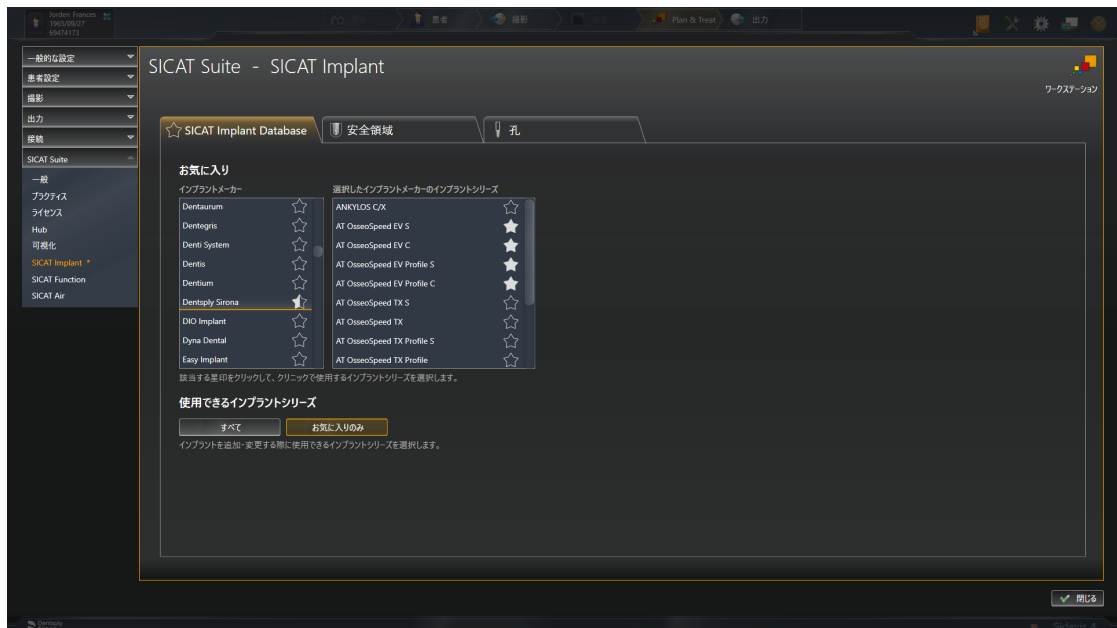 Jorden Frances
1963/09/27
69474173
患者
撮影
Plan & Treat
出力
一般的な設定
患者設定
撮影
出力
接続
SICAT Suite
一般
プラクティス
ライセンス
Hub
可視化
SICAT Implant *
SICAT Function
SICAT Air
SICAT Suite - SICAT Implant
ワークステーション
SICAT Implant Database
安全領域
孔
お気に入り
インプラントメーカー
選択したインプラントメーカーのインプラントシリーズ
Dentaurum
Dentegris
Denti System
Dentis
Dentium
Dentsply Sirona
DIO Implant
Dyna Dental
Easy Implant
ANKYLOS C/X
AT OsseoSpeed EV S
AT OsseoSpeed EV C
AT OsseoSpeed EV Profile S
AT OsseoSpeed EV Profile C
AT OsseoSpeed TX S
AT OsseoSpeed TX
AT OsseoSpeed TX Profile S
AT OsseoSpeed TX Profile
該当する星印をクリックして、クリニックで使用するインプラントシリーズを選択します。
使用できるインプラントシリーズ
すべて
お気に入りのみ
インプラントを追加・変更する際に使用できるインプラントシリーズを選択します。
閉じる
Dentsply
Sidexis 4